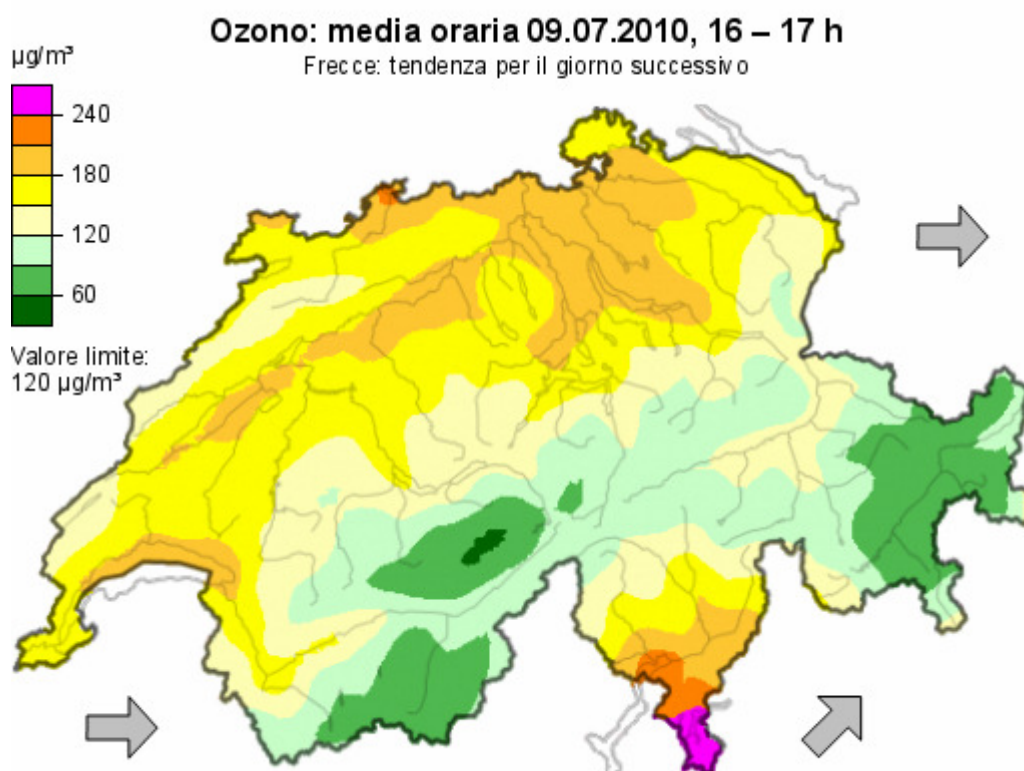 Ozono: media oraria 09.07.2010, 16 – 17 h
Frecce: tendenza per il giorno successivo
µg/m³
240
180
120
60
Valore limite:
120 µg/m³